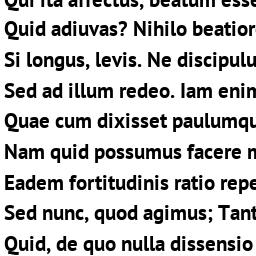 Qui ita affectus, beatum esse
Quid adiuvas? Nihilo beatior
Si longus, levis. Ne discipulu
Sed ad illum redeo. Iam enim
Quae cum dixisset paulumqu
Nam quid possumus facere m
Eadem fortitudinis ratio repe
Sed nunc, quod agimus; Tant
Quid, de quo nulla dissensio